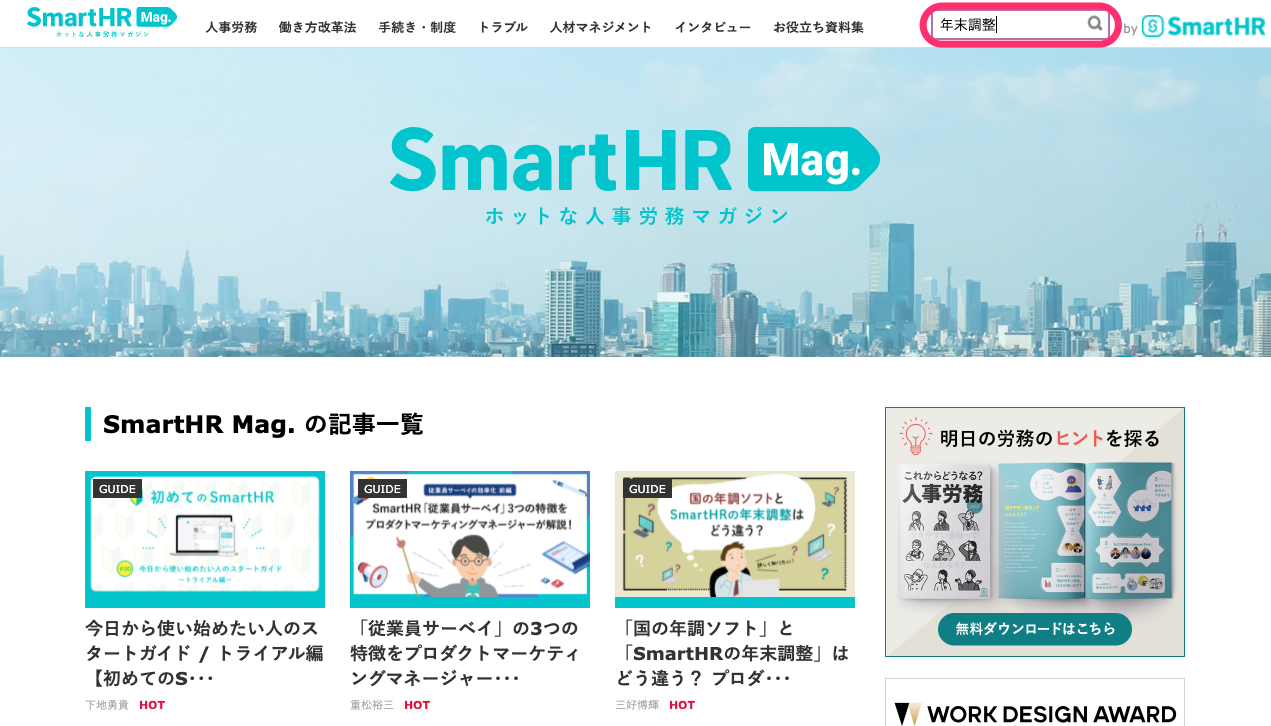 SmartHR Mag.
ホットな人事労務マガジン
人事労務 働き方改革法 手続き・制度 トラブル 人材マネジメント インタビュー お役立ち資料集
年末調整
by SmartHR
SmartHR Mag.
ホットな人事労務マガジン
SmartHR Mag. の記事一覧
GUIDE
初めてのSmartHR
今日から使い始めたい人のスタートガイド
〜トライアル編〜
今日から使い始めたい人のス
タートガイド / トライアル編
【初めてのS･･･
下地勇貴 HOT
GUIDE
従業員サーベイの効率化 前編
SmartHR「従業員サーベイ」3つの特徴を
プロダクトマーケティングマネージャーが解説！
「従業員サーベイ」の3つの
特徴をプロダクトマーケティ
ングマネージャー･･･
重松裕三 HOT
GUIDE
国の年調ソフトと
SmartHRの年末調整は
どう違う？
詳しく知りたい！
「国の年調ソフト」と
「SmartHRの年末調整」は
どう違う？ プロダ･･･
三好博輝 HOT
明日の労務のヒントを探る
これからどうなる？
人事労務
無料ダウンロードはこちら
WORK DESIGN AWARD